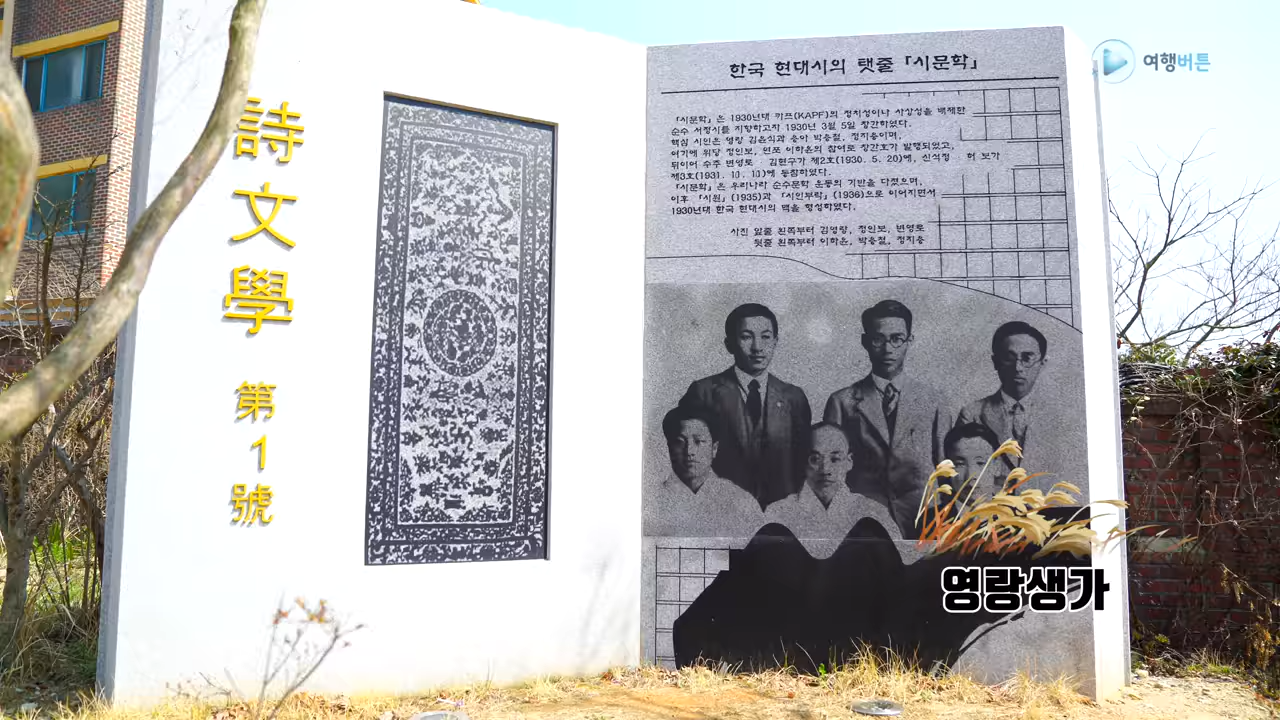 詩文學 第1號
한국 현대시의 탯줄 「시문학」
「시문학」은 1930년대 카프(KAPF)의 정치성이나 사상성을 배제한
순수 서정시를 지향하고자 1930년 3월 5일 창간하였다.
핵심 시인은 영랑 김윤식과 용아 박용철, 정지용이며,
여기에 위당 정인보, 연포 이하윤의 참여로 창간호가 발행되었고,
뒤이어 수주 변영로 김현구가 제2호(1930. 5. 20)에, 신석정 허 보가
제3호(1931. 10. 10)에 동참하였다.
「시문학」은 우리나라 순수문학 운동의 기반을 다졌으며,
이후 「시원」(1935)과 「시인부락」(1936)으로 이어지면서
1930년대 한국 현대시의 맥을 형성하였다.
사진 앞줄 왼쪽부터 김영랑, 정인보, 변영로
뒷줄 왼쪽부터 이하윤, 박용철, 정지용
여행버튼
영랑생가